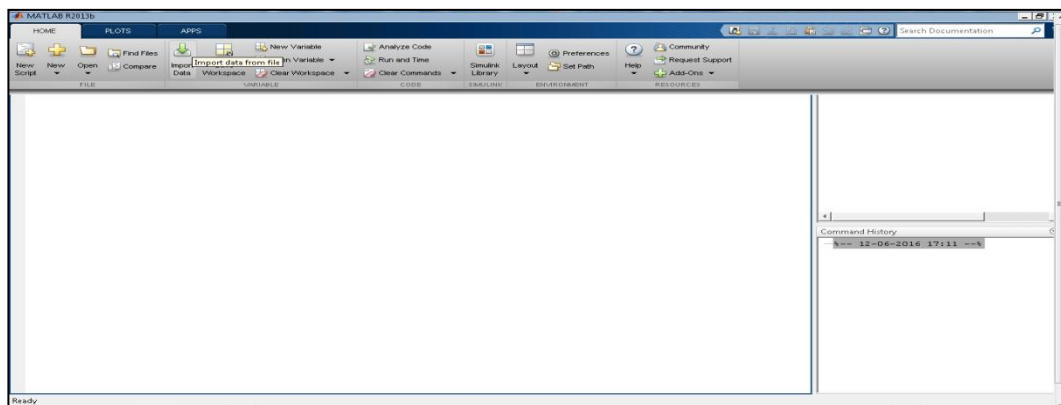 MATLAB R2013b
HOME PLOTS APPS
Search Documentation
New Script
New
Open
Find Files
Compare
Import Data
Import data from file
Workspace
New Variable
Variable
Clear Workspace
Analyze Code
Run and Time
Clear Commands
Simulink Library
Layout
Preferences
Set Path
Help
Community
Request Support
Add-Ons
FILE VARIABLE CODE SIMULINK ENVIRONMENT RESOURCES
Command History
%-- 12-06-2016 17:11 --%
Ready